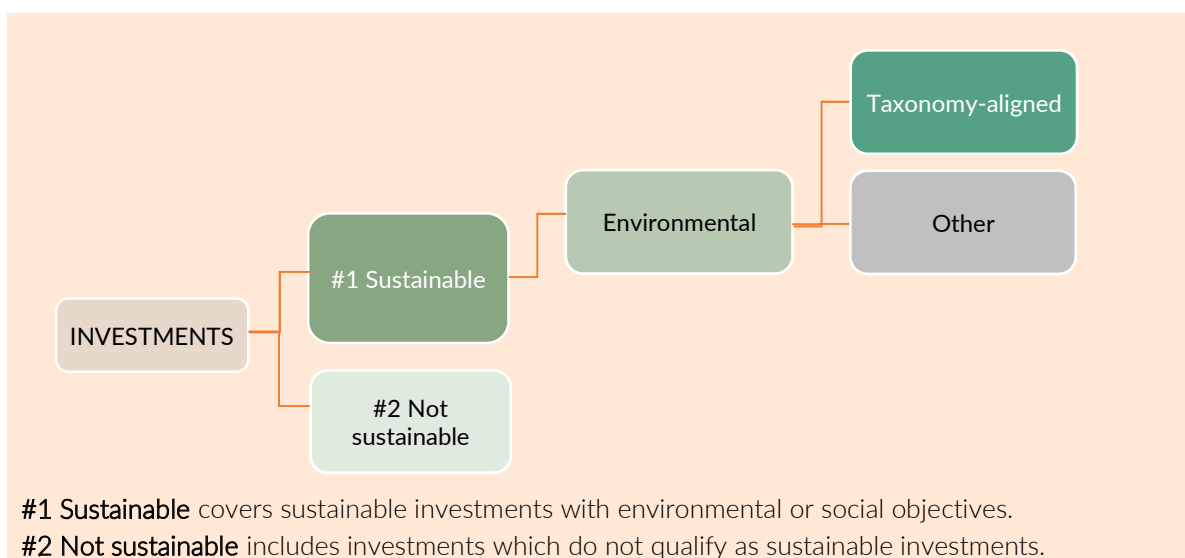 Taxonomy-aligned
Environmental
Other
#1 Sustainable
INVESTMENTS
#2 Not
sustainable
#1 Sustainable covers sustainable investments with environmental or social objectives.
#2 Not sustainable includes investments which do not qualify as sustainable investments.